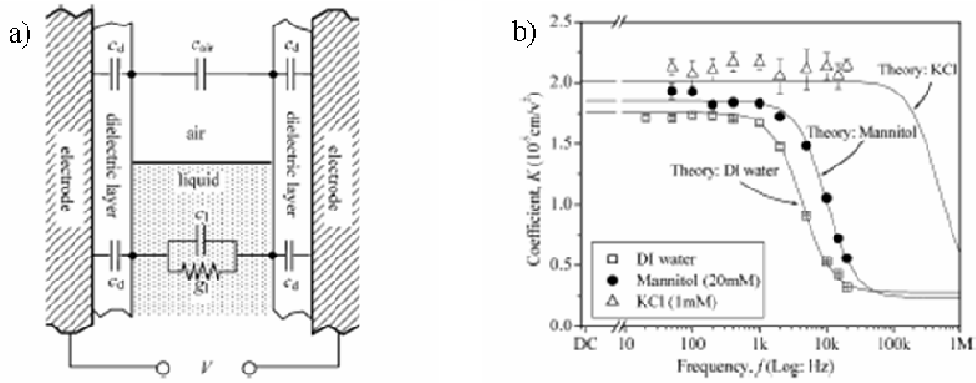 a)
c_d
c_air
c_d
electrode
dielectric layer
air
liquid
dielectric layer
electrode
c_l
g_l
c_d
c_d
V
b)
Coefficient, K (10⁻⁵cm/v²)
2.5
2.0
1.5
1.0
0.5
0.0
Theory: KCl
Theory: Mannitol
Theory: DI water
DI water
Mannitol (20mM)
KCl (1mM)
DC
10
100
1k
10k
100k
1M
Frequency, f (Log: Hz)